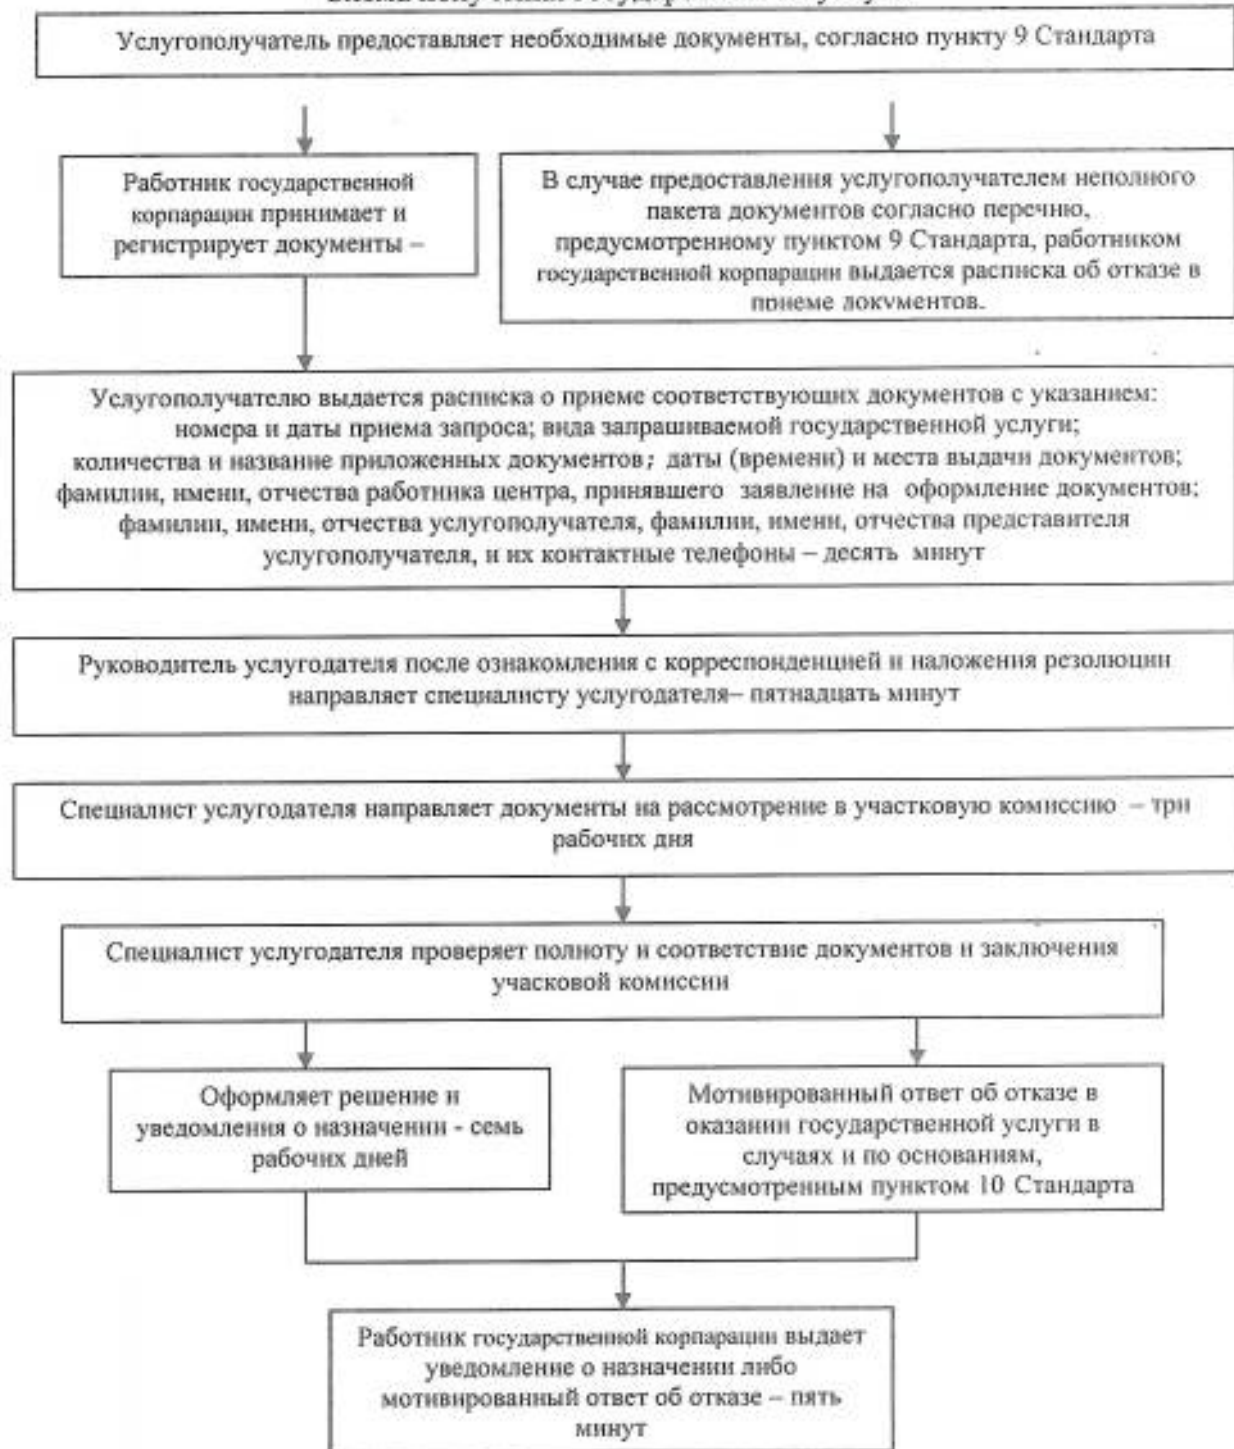 Услугополучатель предоставляет необходимые документы, согласно пункту 9 Стандарта
Работник государственной
корпарации принимает и
регистрирует документы –
В случае предоставления услугополучателем неполного
пакета документов согласно перечню,
предусмотренному пунктом 9 Стандарта, работником
государственной корпарации выдается расписка об отказе в
приеме документов.
Услугополучателю выдается расписка о приеме соответствующих документов с указанием:
номера и даты приема запроса; вида запрашиваемой государственной услуги;
количества и название приложенных документов; даты (времени) и места выдачи документов;
фамилии, имени, отчества работника центра, принявшего заявление на оформление документов;
фамилии, имени, отчества услугополучателя, фамилии, имени, отчества представителя
услугополучателя, и их контактные телефоны – десять минут
Руководитель услугодателя после ознакомления с корреспонденцией и наложения резолюции
направляет специалисту услугодателя– пятнадцать минут
Специалист услугодателя направляет документы на рассмотрение в участковую комиссию – три
рабочих дня
Специалист услугодателя проверяет полноту и соответствие документов и заключения
учасковой комиссии
Оформляет решение и
уведомления о назначении - семь
рабочих дней
Мотивированный ответ об отказе в
оказании государственной услуги в
случаях и по основаниям,
предусмотренным пунктом 10 Стандарта
Работник государственной корпарации выдает
уведомление о назначении либо
мотивированный ответ об отказе – пять
минут